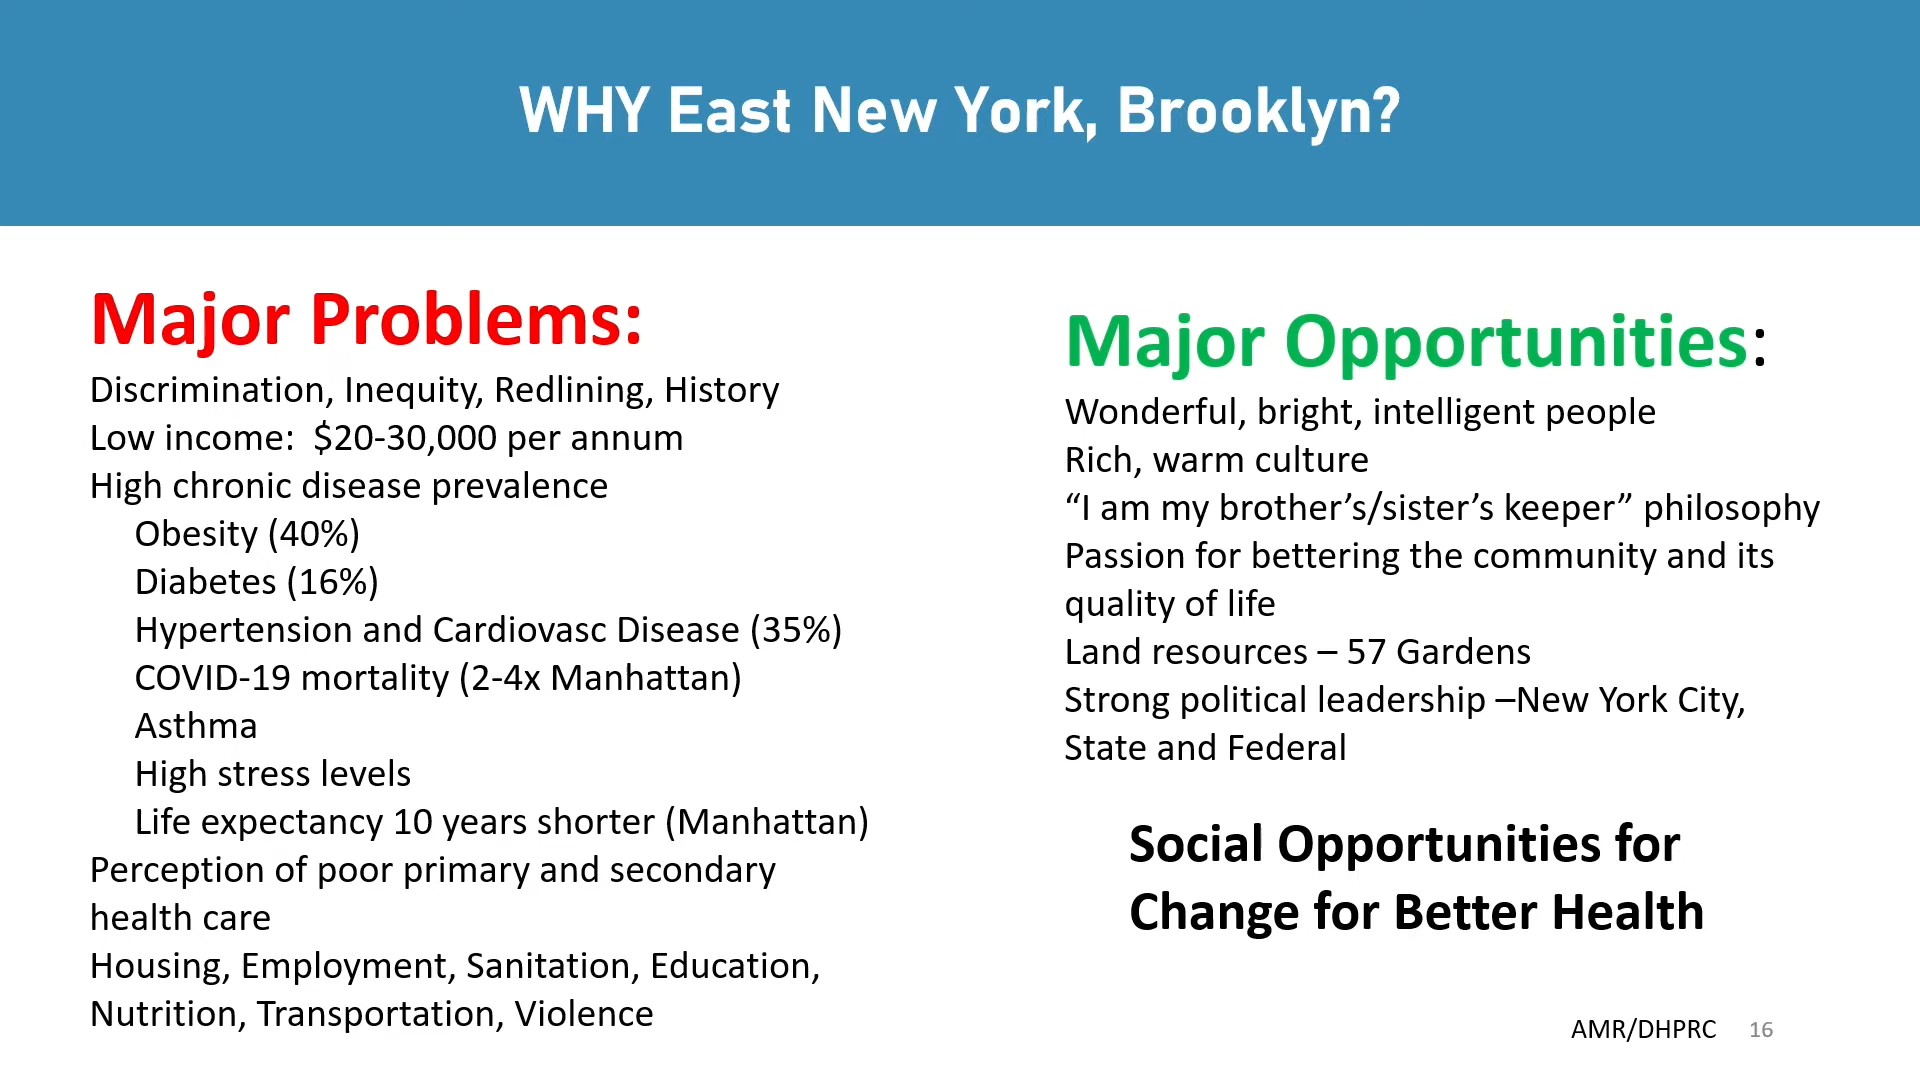 WHY East New York, Brooklyn?
Major Problems:
Discrimination, Inequity, Redlining, History
Low income:  $20-30,000 per annum
High chronic disease prevalence
Obesity (40%)
Diabetes (16%)
Hypertension and Cardiovasc Disease (35%)
COVID-19 mortality (2-4x Manhattan)
Asthma
High stress levels
Life expectancy 10 years shorter (Manhattan)
Perception of poor primary and secondary
health care
Housing, Employment, Sanitation, Education,
Nutrition, Transportation, Violence
Major Opportunities:
Wonderful, bright, intelligent people
Rich, warm culture
“I am my brother’s/sister’s keeper” philosophy
Passion for bettering the community and its
quality of life
Land resources – 57 Gardens
Strong political leadership –New York City,
State and Federal
Social Opportunities for
Change for Better Health
AMR/DHPRC 16